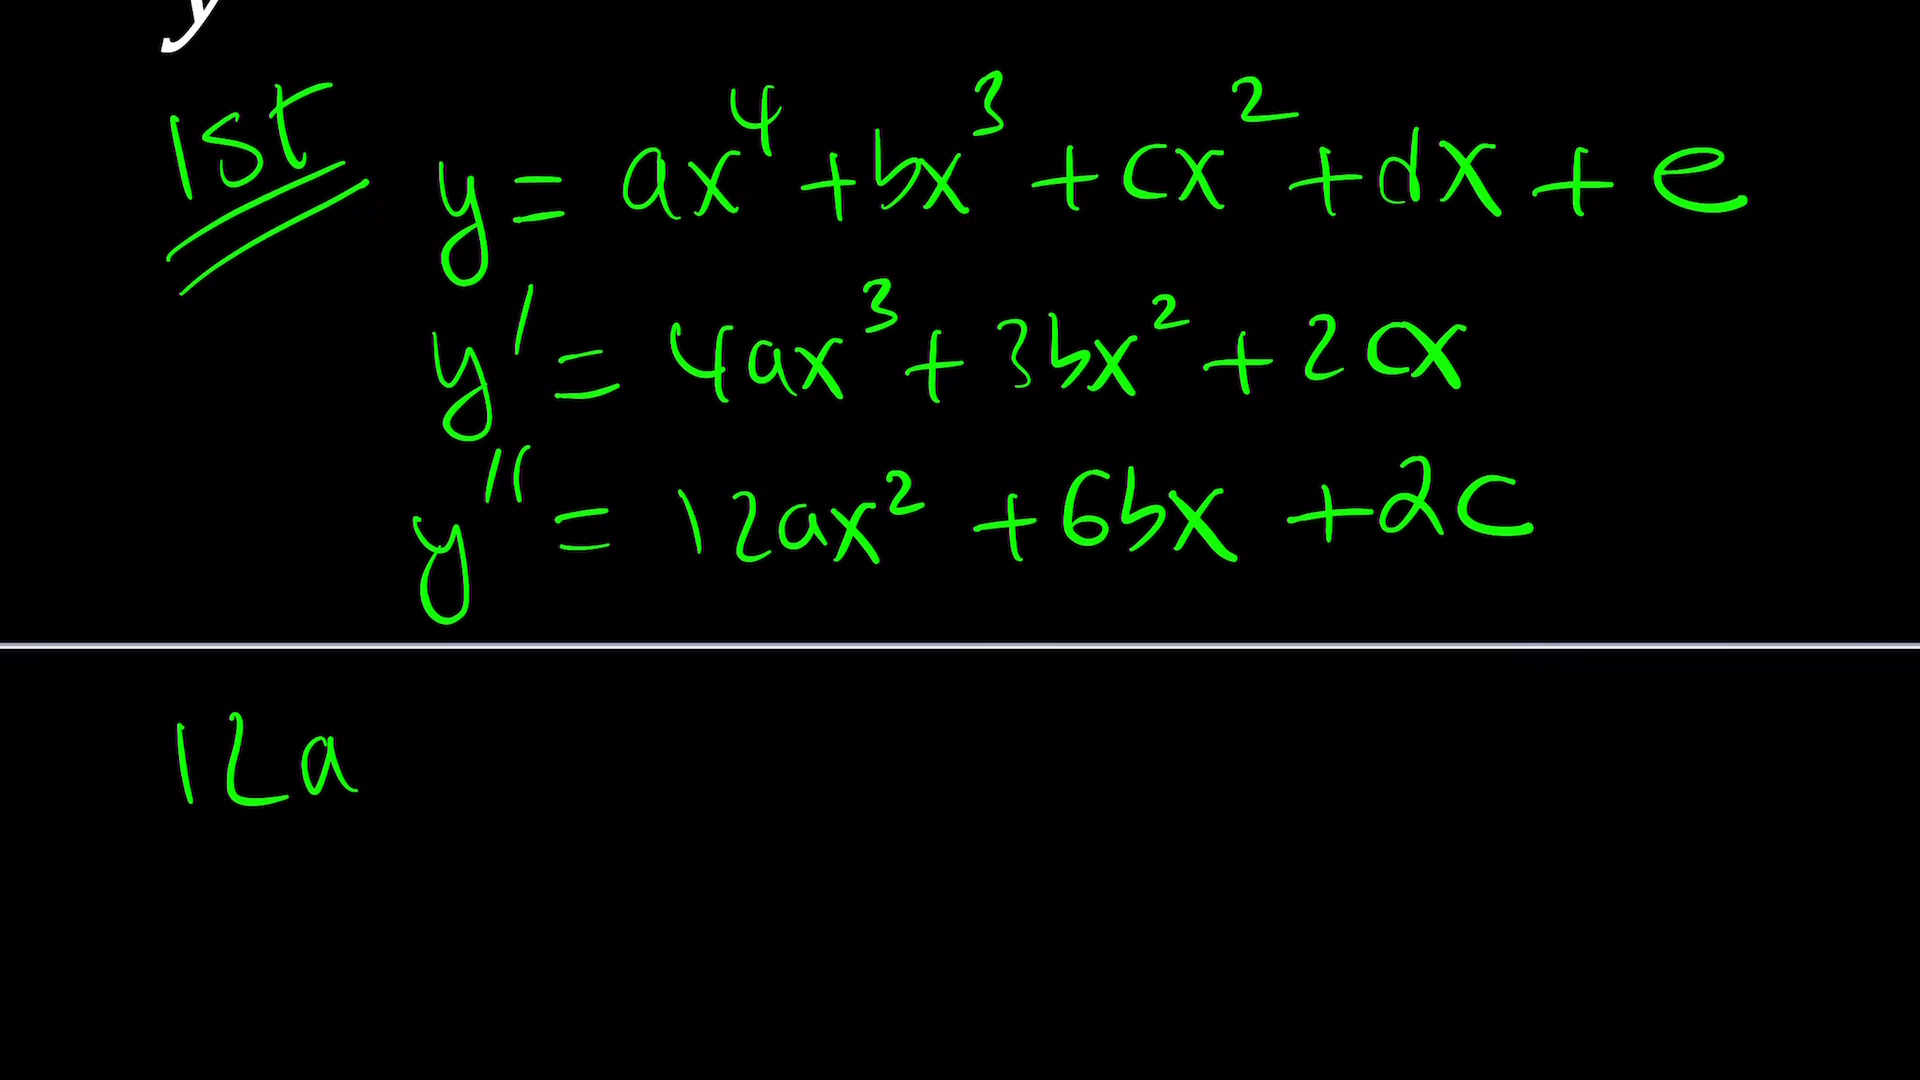 y
1st y = ax⁴ + bx³ + cx² + dx + e
y' = 4ax³ + 3bx² + 2cx
y'' = 12ax² + 6bx + 2c
12a